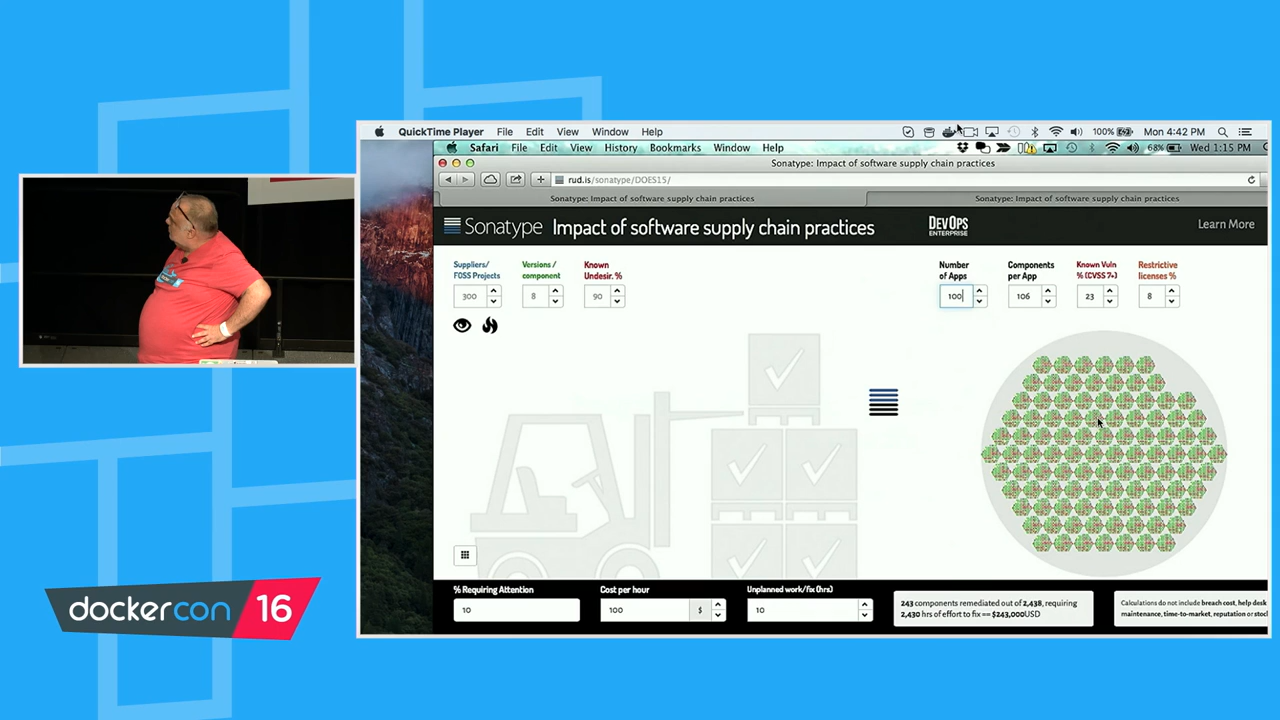 QuickTime Player File Edit View Window Help 100% Mon 4:42 PM
Safari File Edit View History Bookmarks Window Help 68% Wed 1:15 PM
Sonatype: Impact of software supply chain practices
rud.is/sonatype/DOES15/
Sonatype: Impact of software supply chain practices Sonatype: Impact of software supply chain practices
Sonatype Impact of software supply chain practices DEVOPS ENTERPRISE Learn More
Suppliers/ FOSS Projects
Versions/ component
Known Undesir. %
Number of Apps
Components per App
Known Vuln % (CVSS 7+)
Restrictive licenses %
300 8 90 100 106 23 8
% Requiring Attention Cost per hour Unplanned work/fix (hrs)
10 100 $ 10
243 components remediated out of 2,438, requiring
2,430 hrs of effort to fix == $243,000USD
Calculations do not include breach cost, help desk
maintenance, time-to-market, reputation or stoc
dockercon 16